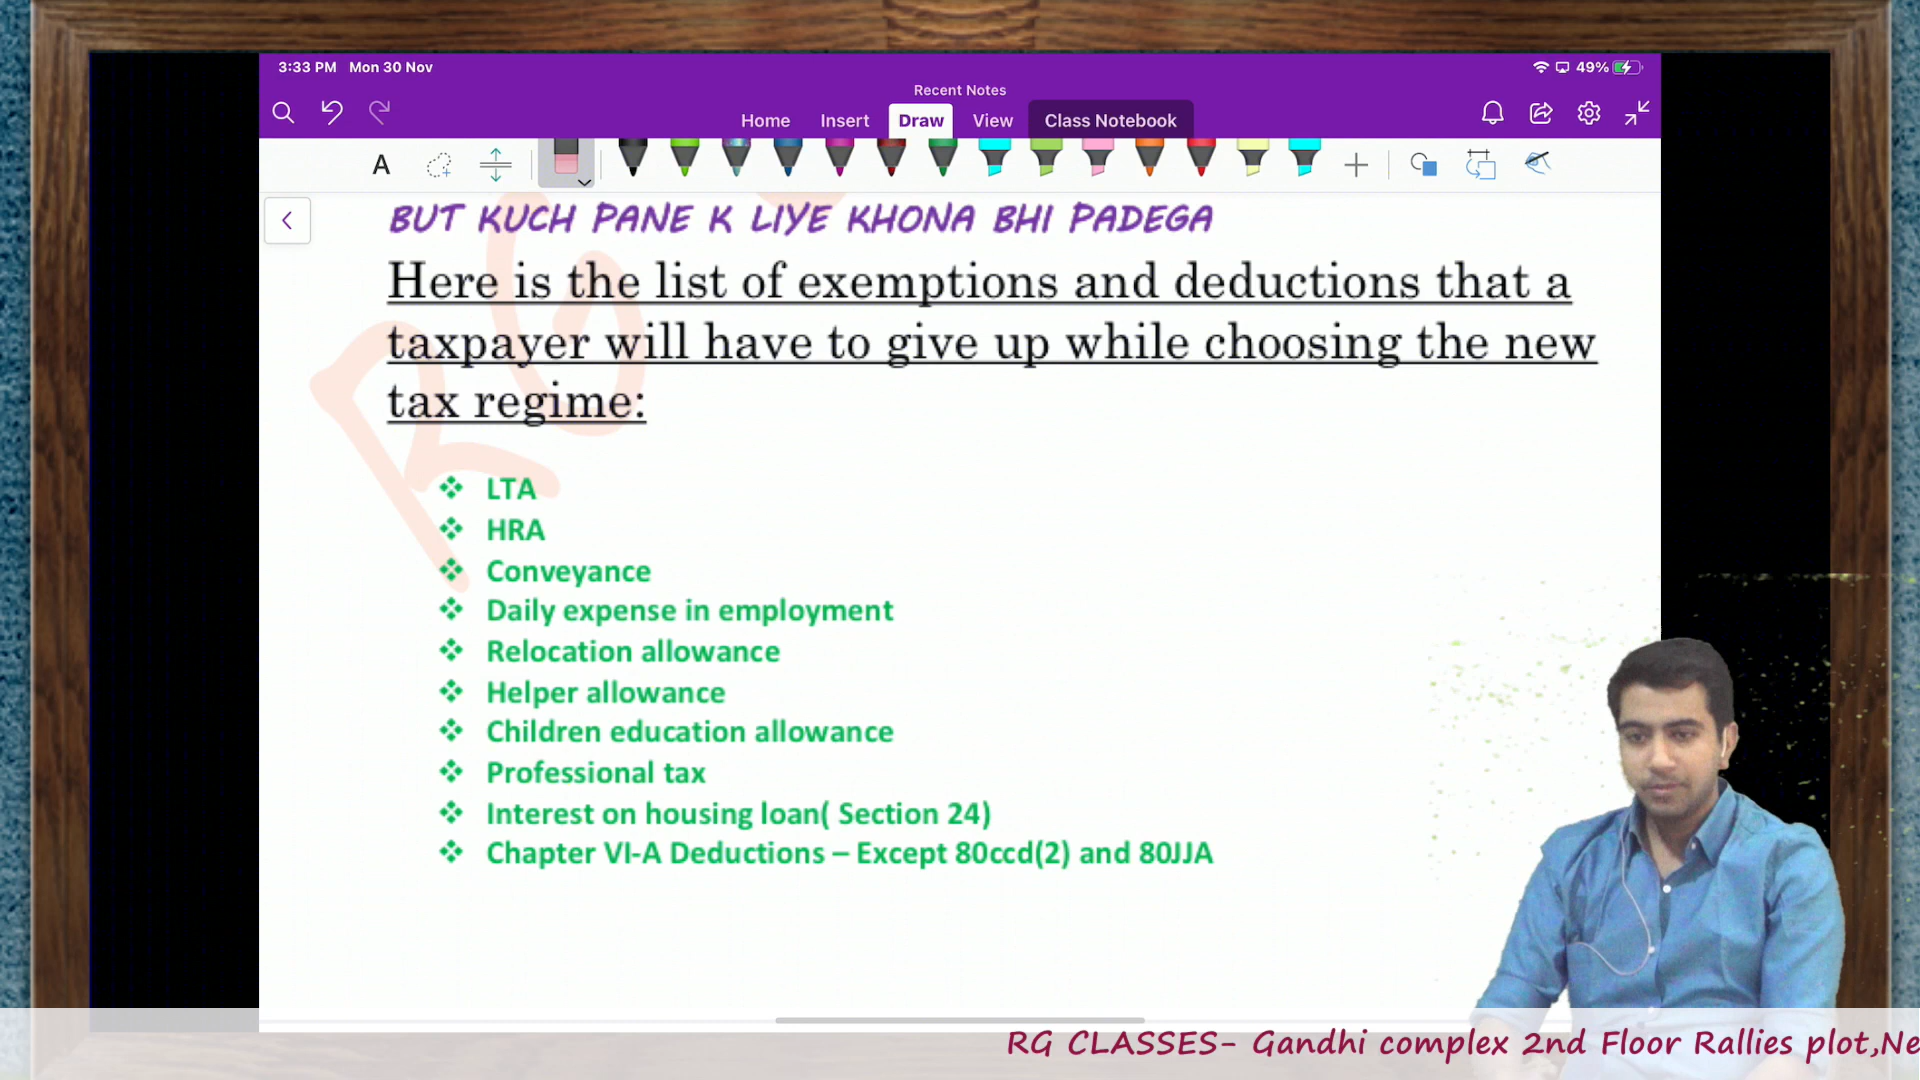 3:33 PM Mon 30 Nov
49%
Recent Notes
Home Insert Draw View Class Notebook
A
BUT KUCH PANE K LIYE KHONA BHI PADEGA
Here is the list of exemptions and deductions that a
taxpayer will have to give up while choosing the new
tax regime:
RG
LTA
HRA
Conveyance
Daily expense in employment
Relocation allowance
Helper allowance
Children education allowance
Professional tax
Interest on housing loan( Section 24)
Chapter VI-A Deductions – Except 80ccd(2) and 80JJA
RG CLASSES- Gandhi complex 2nd Floor Rallies plot,Ne